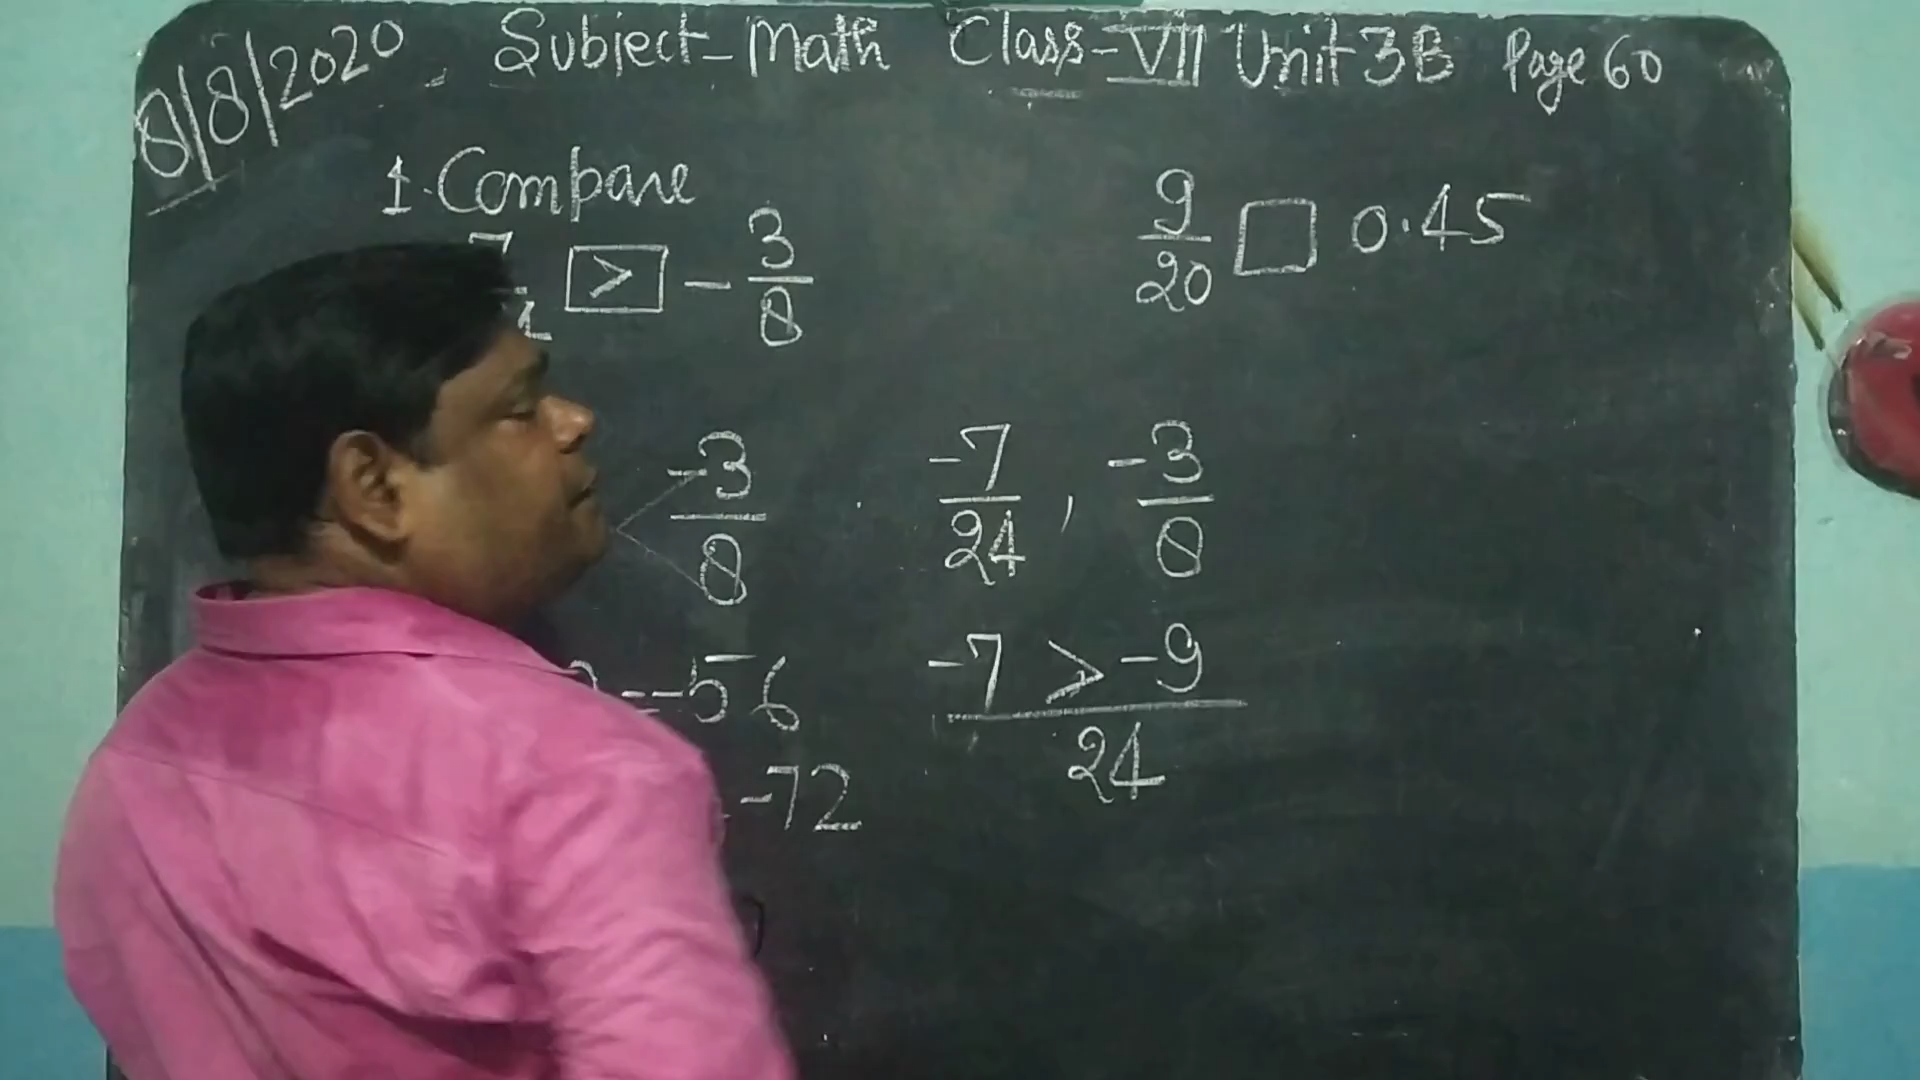 8/8/2020 Subject-Math Class-VII Unit 3B Page 60
1. Compare
7 > - 3/8
9/20 □ 0.45
-3/8
-7/24 , -3/8
=-56
-7 > -9
24
-72